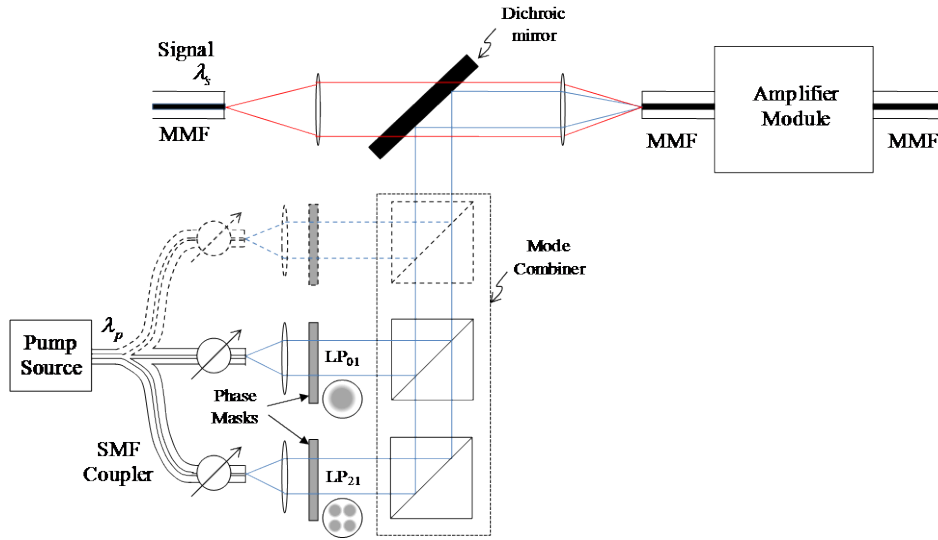 Dichroic
mirror
Signal
λs
MMF
MMF
Amplifier
Module
MMF
Mode
Combiner
λp
Pump
Source
LP01
Phase
Masks
SMF
Coupler
LP21